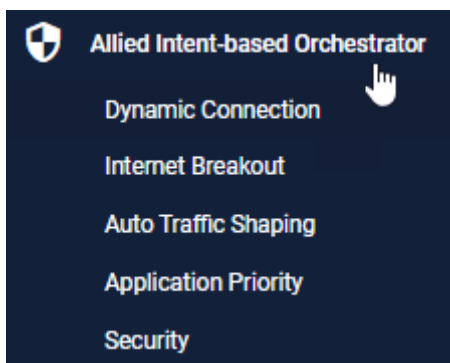 Allied Intent-based Orchestrator
Dynamic Connection
Internet Breakout
Auto Traffic Shaping
Application Priority
Security